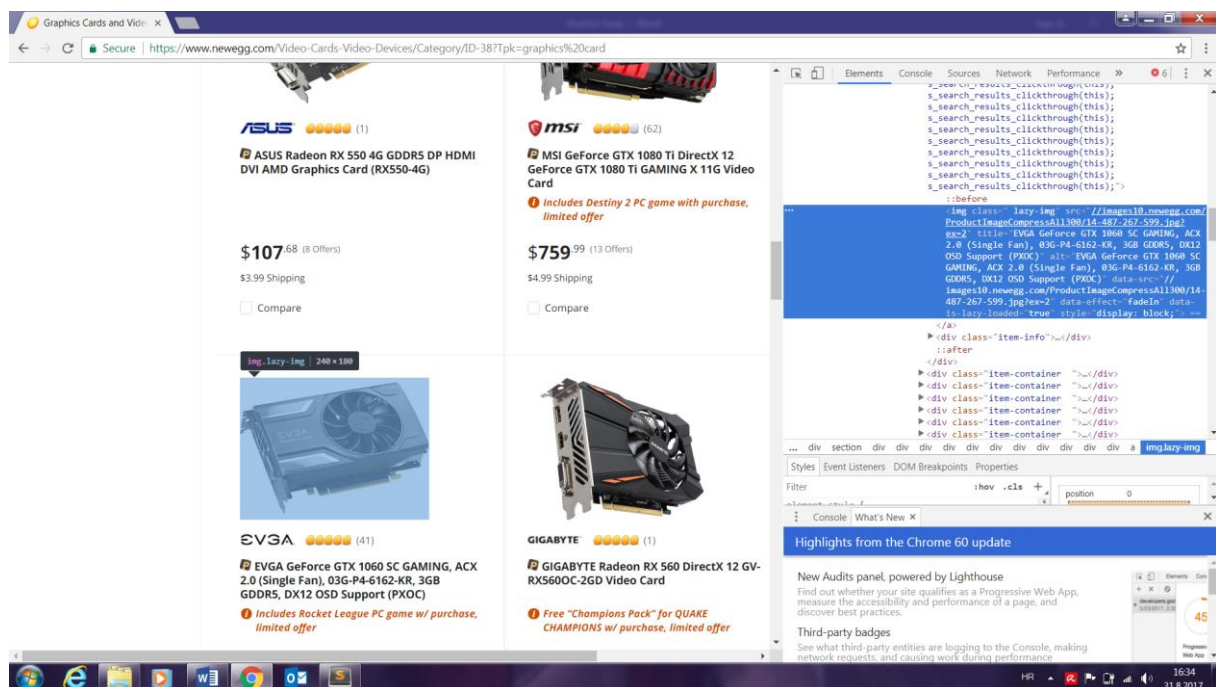 Graphics Cards and Vide
Secure | https://www.newegg.com/Video-Cards-Video-Devices/Category/ID-38?Tpk=graphics%20card
ASUS (1)
ASUS Radeon RX 550 4G GDDR5 DP HDMI
DVI AMD Graphics Card (RX550-4G)
$107.68 (8 Offers)
$3.99 Shipping
Compare
msi (62)
MSI GeForce GTX 1080 Ti DirectX 12
GeForce GTX 1080 Ti GAMING X 11G Video
Card
Includes Destiny 2 PC game with purchase,
limited offer
$759.99 (13 Offers)
$4.99 Shipping
Compare
img.lazy-img | 240×180
EVGA
EVGA (41)
EVGA GeForce GTX 1060 SC GAMING, ACX
2.0 (Single Fan), 03G-P4-6162-KR, 3GB
GDDR5, DX12 OSD Support (PXOC)
Includes Rocket League PC game w/ purchase,
limited offer
GIGABYTE (1)
GIGABYTE Radeon RX 560 DirectX 12 GV-
RX560OC-2GD Video Card
Free "Champions Pack" for QUAKE
CHAMPIONS w/ purchase, limited offer
Elements Console Sources Network Performance » 6
s_search_results_clickthrough(this);
s_search_results_clickthrough(this);
s_search_results_clickthrough(this);
s_search_results_clickthrough(this);
s_search_results_clickthrough(this);
s_search_results_clickthrough(this);
s_search_results_clickthrough(this);
s_search_results_clickthrough(this);
s_search_results_clickthrough(this);">
::before
<img class=" lazy-img" src="//images10.newegg.com/
ProductImageCompressAll300/14-487-267-S99.jpg?
ex=2" title="EVGA GeForce GTX 1060 SC GAMING, ACX
2.0 (Single Fan), 03G-P4-6162-KR, 3GB GDDR5, DX12
OSD Support (PXOC)" alt="EVGA GeForce GTX 1060 SC
GAMING, ACX 2.0 (Single Fan), 03G-P4-6162-KR, 3GB
GDDR5, DX12 OSD Support (PXOC)" data-src="//
images10.newegg.com/ProductImageCompressAll300/14-
487-267-S99.jpg?ex=2" data-effect="fadeIn" data-
is-lazy-loaded="true" style="display: block;"> ==
</a>
<div class="item-info">…</div>
::after
</div>
<div class="item-container ">…</div>
<div class="item-container ">…</div>
<div class="item-container ">…</div>
<div class="item-container ">…</div>
<div class="item-container ">…</div>
<div class="item-container ">…</div>
... div section div div div div div div div div div div div a img.lazy-img
Styles Event Listeners DOM Breakpoints Properties
Filter :hov .cls +
element.style {
position 0
Console What's New ×
Highlights from the Chrome 60 update
New Audits panel, powered by Lighthouse
Find out whether your site qualifies as a Progressive Web App,
measure the accessibility and performance of a page, and
discover best practices.
Third-party badges
See what third-party entities are logging to the Console, making
network requests, and causing work during performance
45
HR
16:34
31.8.2017.